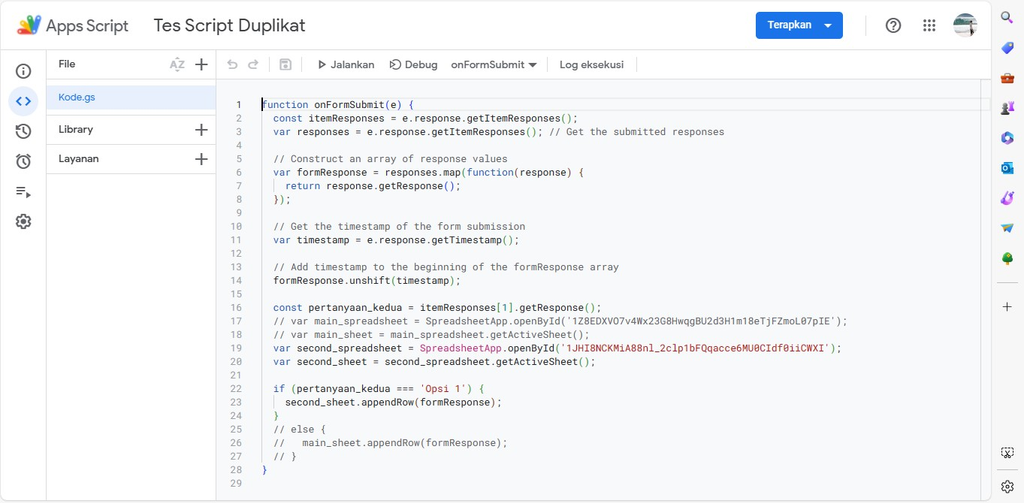 Apps Script Tes Script Duplikat Terapkan
File AZ Jalankan Debug onFormSubmit Log eksekusi
Kode.gs
Library
Layanan
1 function onFormSubmit(e) {
2 const itemResponses = e.response.getItemResponses();
3 var responses = e.response.getItemResponses(); // Get the submitted responses
4
5 // Construct an array of response values
6 var formResponse = responses.map(function(response) {
7 return response.getResponse();
8 });
9
10 // Get the timestamp of the form submission
11 var timestamp = e.response.getTimestamp();
12
13 // Add timestamp to the beginning of the formResponse array
14 formResponse.unshift(timestamp);
15
16 const pertanyaan_kedua = itemResponses[1].getResponse();
17 // var main_spreadsheet = SpreadsheetApp.openById('1Z8EDXVO7v4Wx23G8HwqgBU2d3H1m18eTjFZmoL07pIE');
18 // var main_sheet = main_spreadsheet.getActiveSheet();
19 var second_spreadsheet = SpreadsheetApp.openById('1JHI8NCKMiA88nl_2clp1bFQqacce6MU0CIdf0iiCWXI');
20 var second_sheet = second_spreadsheet.getActiveSheet();
21
22 if (pertanyaan_kedua === 'Opsi 1') {
23 second_sheet.appendRow(formResponse);
24 }
25 // else {
26 // main_sheet.appendRow(formResponse);
27 // }
28 }
29